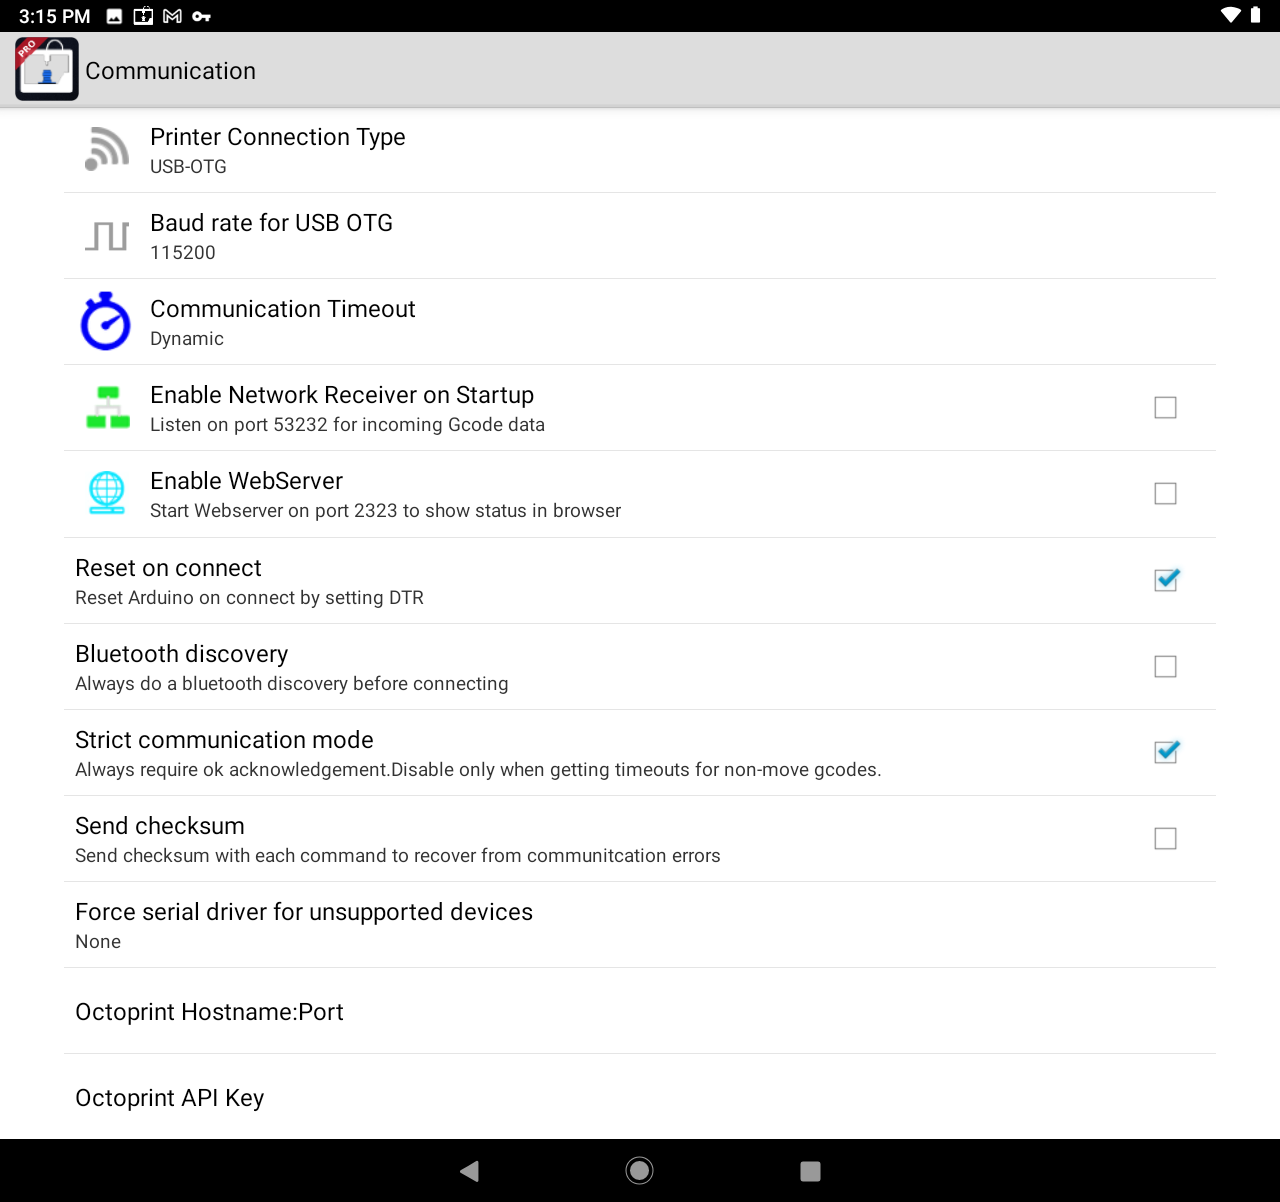 3:15 PM
PRO
Communication
Printer Connection Type
USB-OTG
Baud rate for USB OTG
115200
Communication Timeout
Dynamic
Enable Network Receiver on Startup
Listen on port 53232 for incoming Gcode data
Enable WebServer
Start Webserver on port 2323 to show status in browser
Reset on connect
Reset Arduino on connect by setting DTR
Bluetooth discovery
Always do a bluetooth discovery before connecting
Strict communication mode
Always require ok acknowledgement.Disable only when getting timeouts for non-move gcodes.
Send checksum
Send checksum with each command to recover from communitcation errors
Force serial driver for unsupported devices
None
Octoprint Hostname:Port
Octoprint API Key